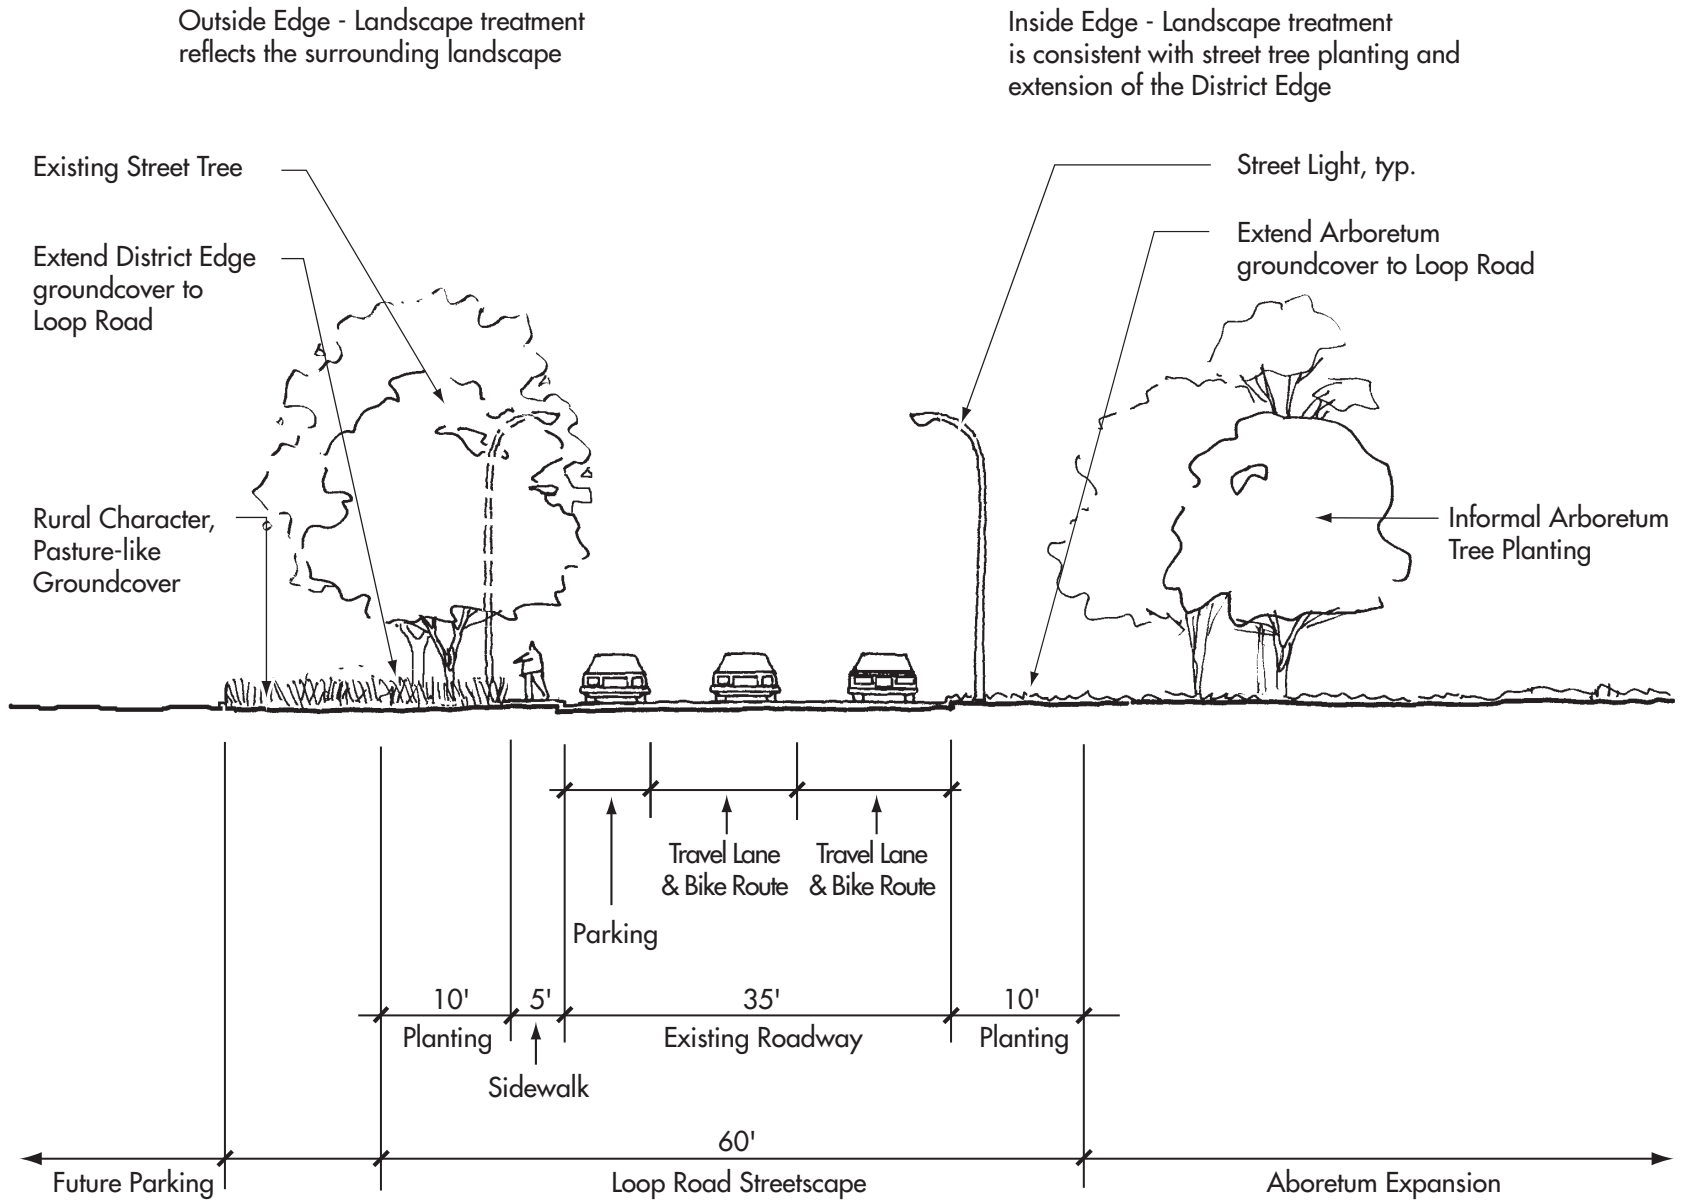 Outside Edge - Landscape treatment
reflects the surrounding landscape
Inside Edge - Landscape treatment
is consistent with street tree planting and
extension of the District Edge
Existing Street Tree
Extend District Edge
groundcover to
Loop Road
Rural Character,
Pasture-like
Groundcover
Street Light, typ.
Extend Arboretum
groundcover to Loop Road
Informal Arboretum
Tree Planting
Travel Lane
& Bike Route
Travel Lane
& Bike Route
Parking
10'
5'
35'
10'
Planting
Existing Roadway
Planting
Sidewalk
60'
Future Parking
Loop Road Streetscape
Aboretum Expansion